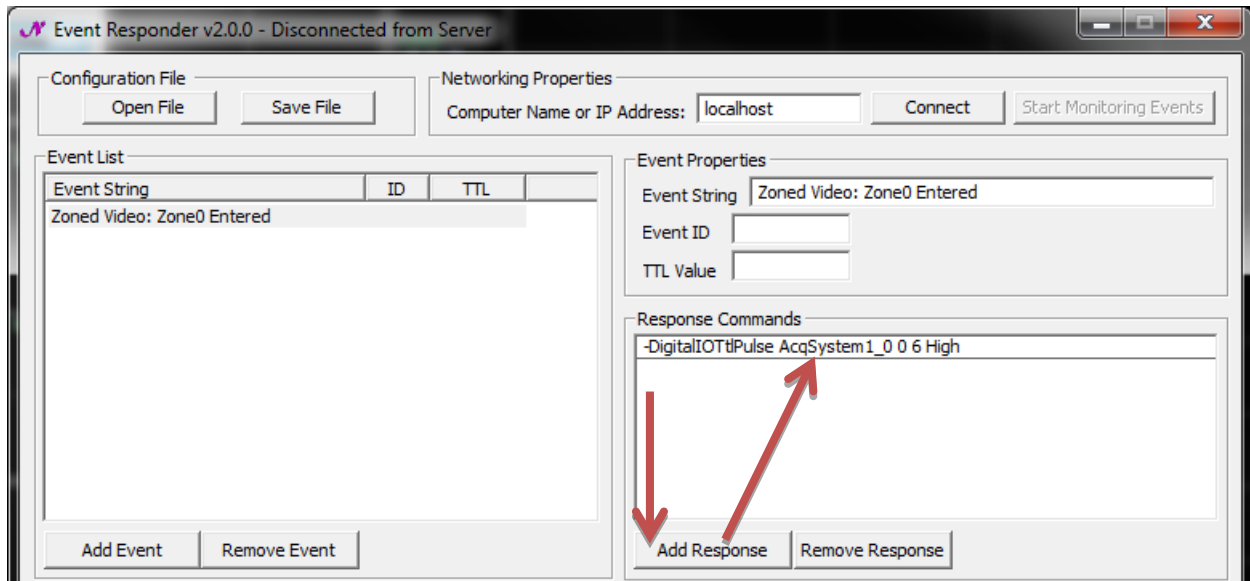 Event Responder v2.0.0 - Disconnected from Server
Configuration File
Open File Save File
Networking Properties
Computer Name or IP Address: localhost Connect Start Monitoring Events
Event List
Event String ID TTL
Zoned Video: Zone0 Entered
Add Event Remove Event
Event Properties
Event String Zoned Video: Zone0 Entered
Event ID
TTL Value
Response Commands
-DigitalIOTtlPulse AcqSystem1_0 0 6 High
Add Response Remove Response